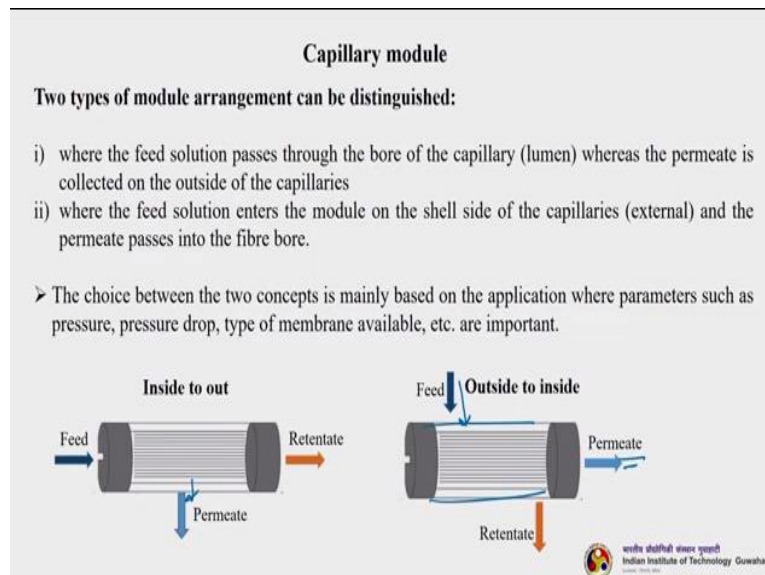 Capillary module
Two types of module arrangement can be distinguished:
i) where the feed solution passes through the bore of the capillary (lumen) whereas the permeate is
collected on the outside of the capillaries
ii) where the feed solution enters the module on the shell side of the capillaries (external) and the
permeate passes into the fibre bore.
➤ The choice between the two concepts is mainly based on the application where parameters such as
pressure, pressure drop, type of membrane available, etc. are important.
Inside to out
Feed
Retentate
Permeate
Feed
Outside to inside
Permeate
Retentate
भारतीय प्रौद्योगिकी संस्थान गुवाहाटी
Indian Institute of Technology Guwaha